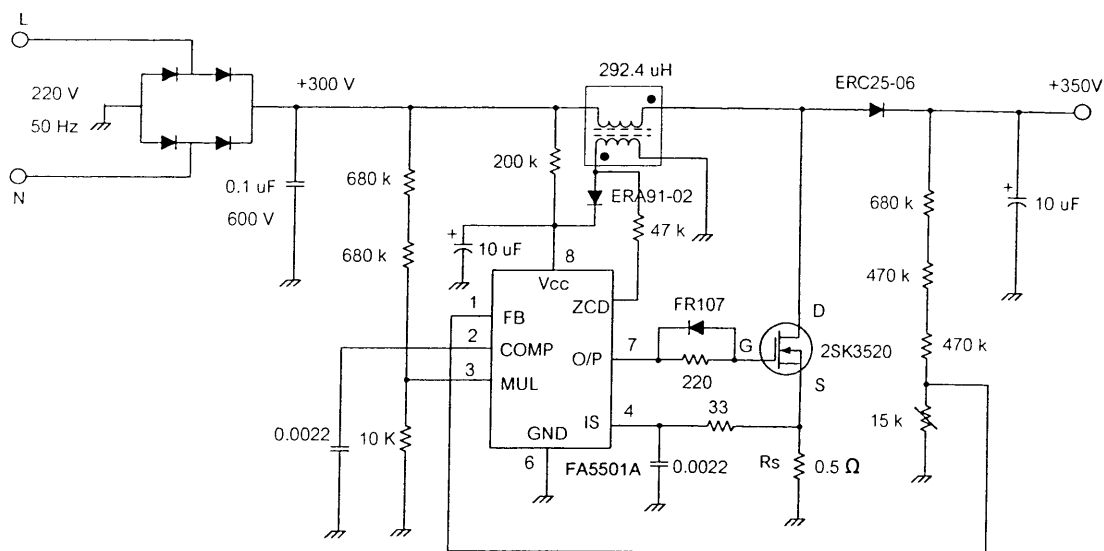 L
292.4 uH
ERC25-06
+350V
+300 V
220 V
50 Hz
200 k
680 k
0.1 uF
600 V
N
ERA91-02
680 k
10 uF
47 k
680 k
+
10 uF
+
8
Vcc
470 k
1
FB
ZCD
FR107
D
2
COMP
7
O/P
G
2SK3520
470 k
3
MUL
220
S
4
IS
33
15 k
0.0022
10 K
GND
6
FA5501A
0.0022
Rs
0.5 Ω